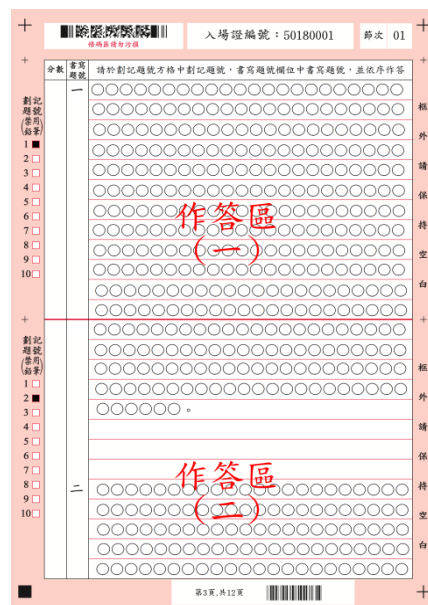 條碼區請勿污損
入場證編號：50180001
節次 01
分數
書寫題號
請於劃記題號方格中劃記題號，書寫題號欄位中書寫題號，並依序作答
劃記題號
(禁用鉛筆)
1
2
3
4
5
6
7
8
9
10
一
作答區
(一)
框外請保持空白
劃記題號
(禁用鉛筆)
1
2
3
4
5
6
7
8
9
10
二
作答區
(二)
框外請保持空白
第3頁,共12頁